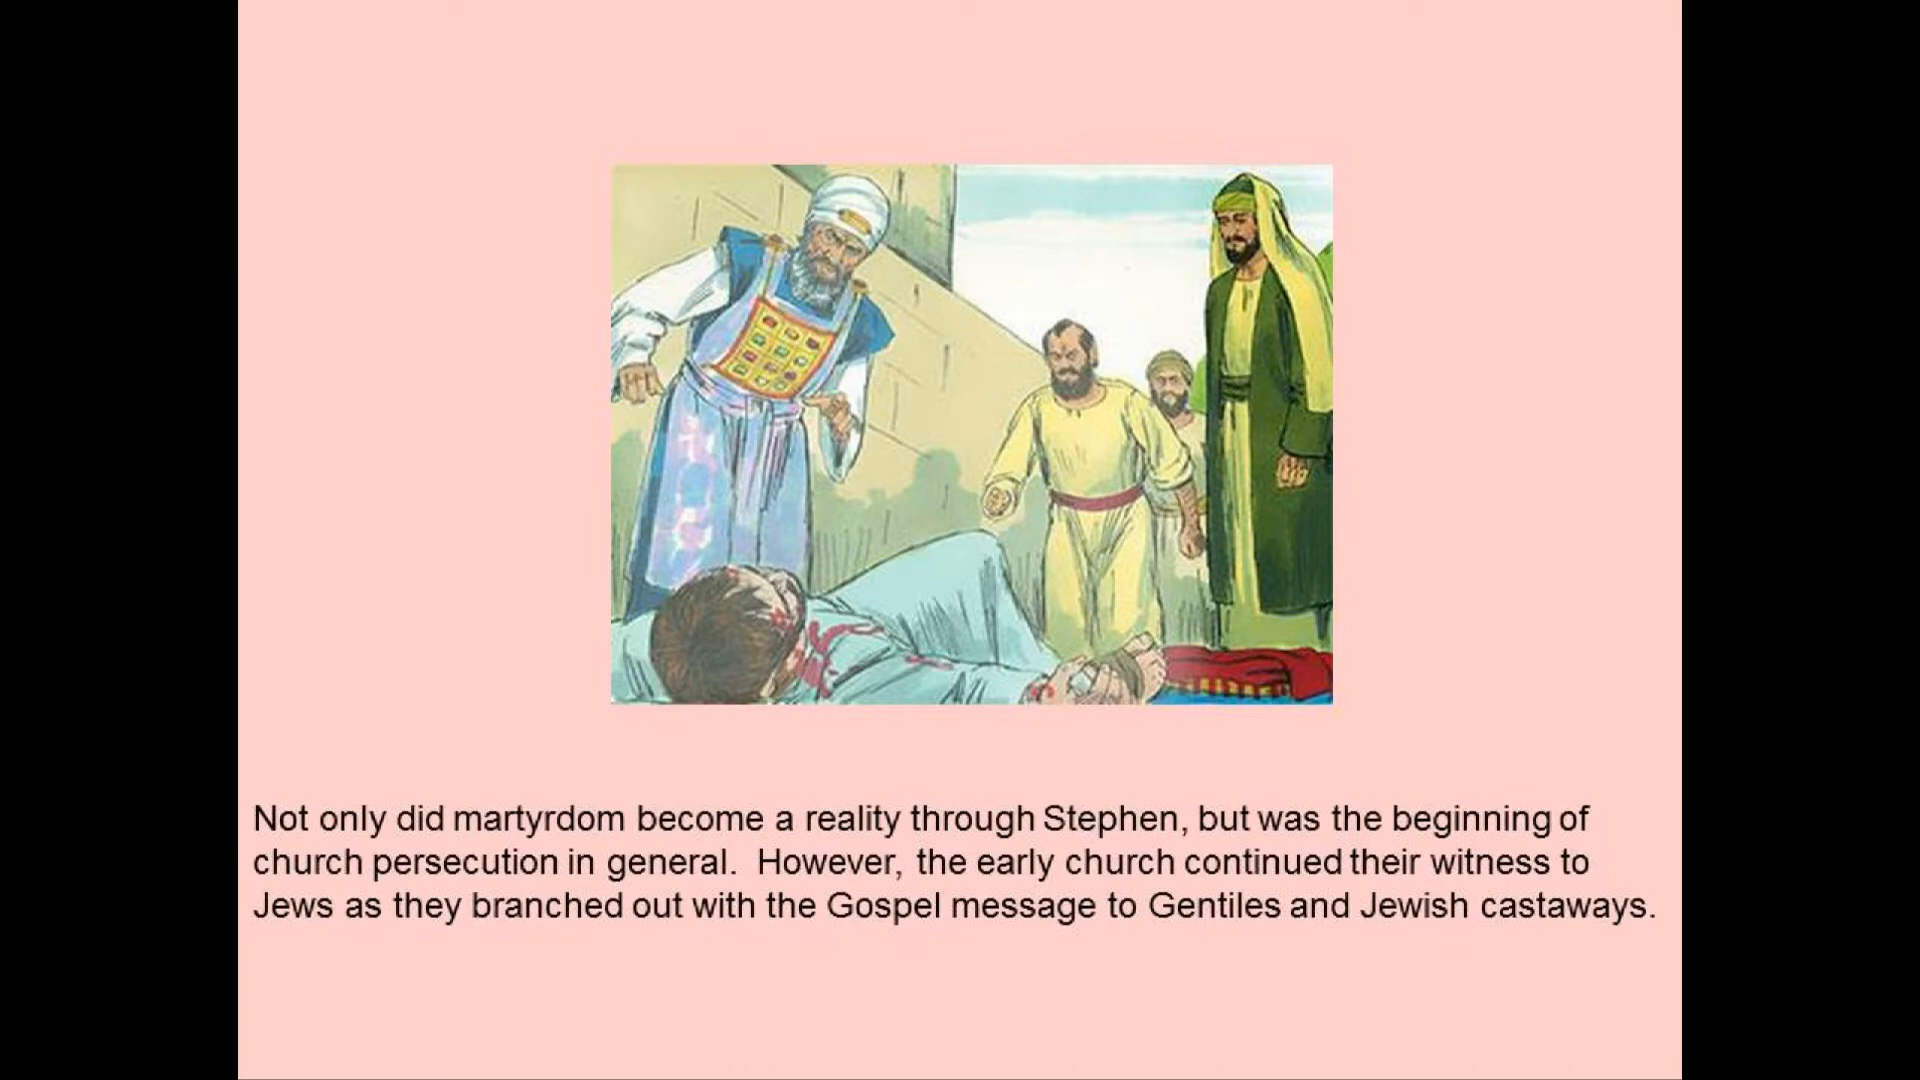 Not only did martyrdom become a reality through Stephen, but was the beginning of
church persecution in general.  However, the early church continued their witness to
Jews as they branched out with the Gospel message to Gentiles and Jewish castaways.